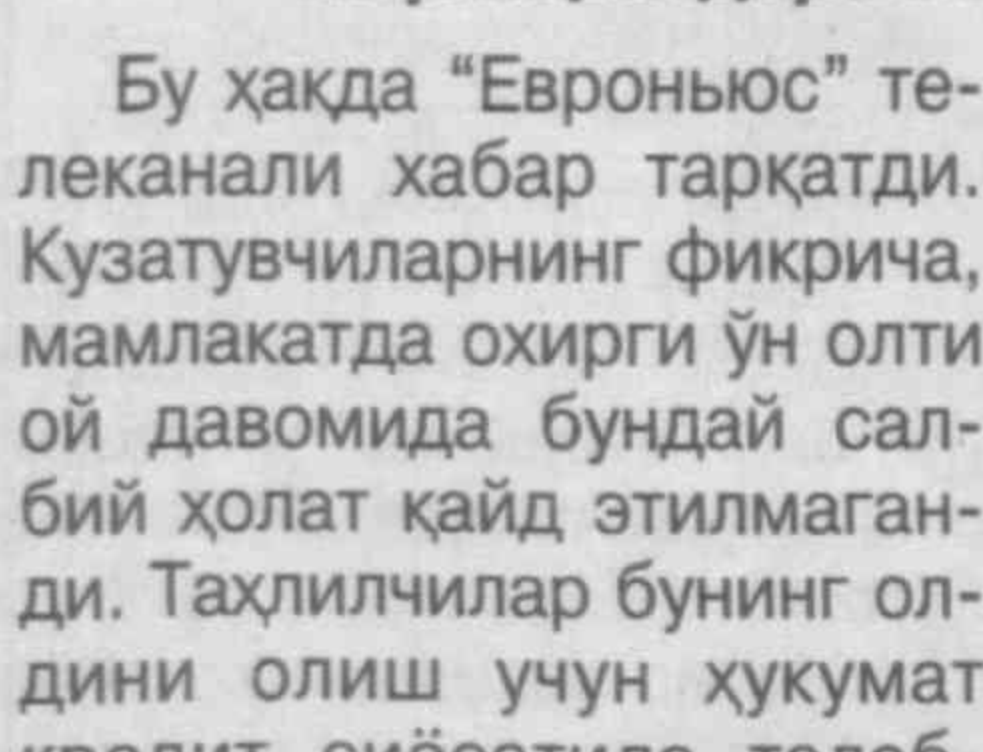 Бу ҳақда “Евроньюс” те-
леканали хабар тарқатди.
Кузатувчиларнинг фикрича,
мамлакатда охирги ўн олти
ой давомида бундай сал-
бий ҳолат қайд этилмаган-
ди. Таҳлилчилар бунинг ол-
дини олиш учун ҳукумат